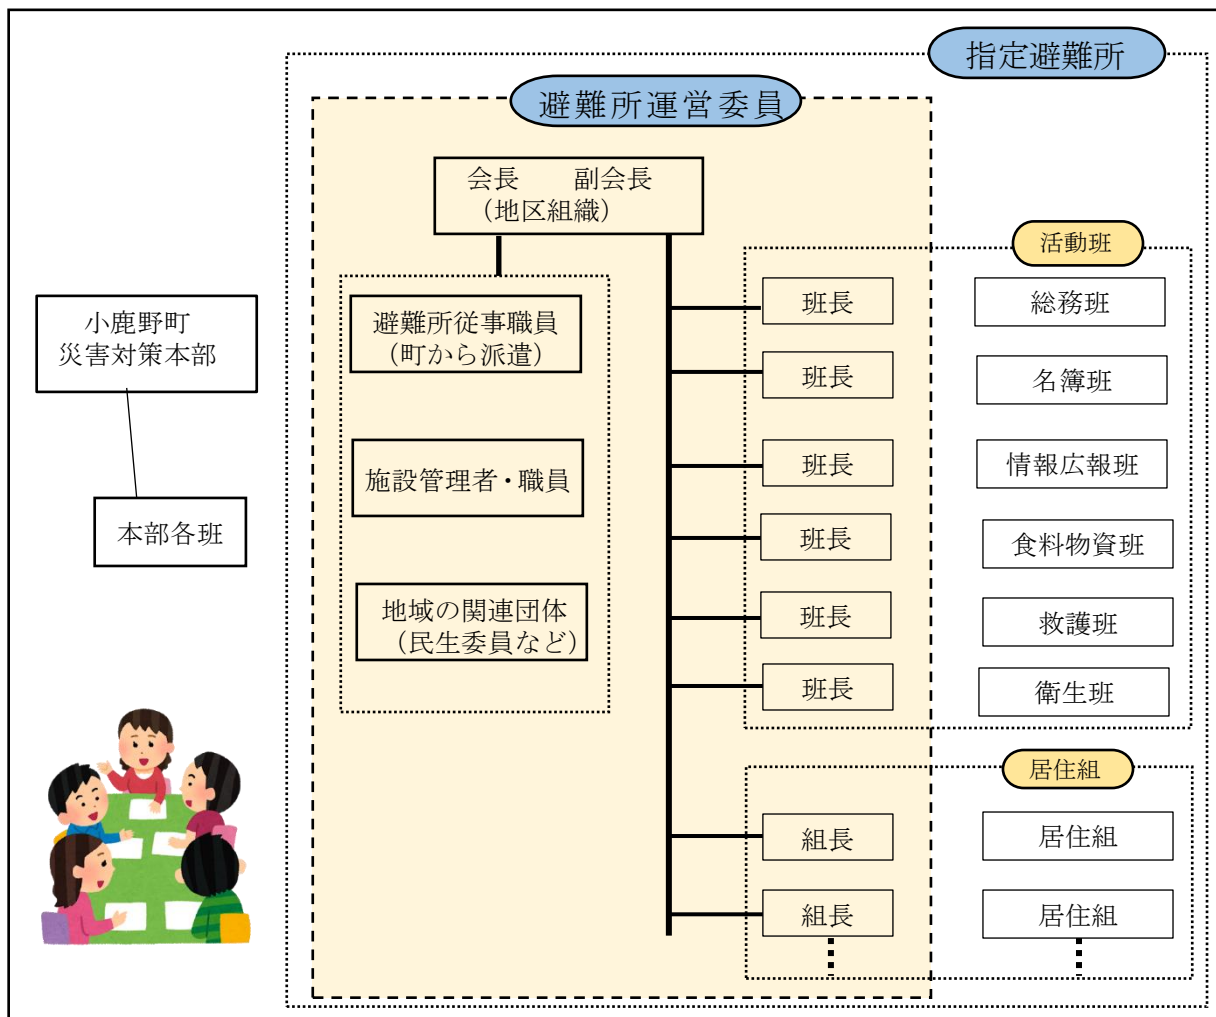 指定避難所
避難所運営委員
会長　　副会長
（地区組織）
活動班
小鹿野町
災害対策本部
本部各班
避難所従事職員
（町から派遣）
施設管理者・職員
地域の関連団体
（民生委員など）
班長
総務班
班長
名簿班
班長
情報広報班
班長
食料物資班
班長
救護班
班長
衛生班
居住組
組長
居住組
組長
居住組